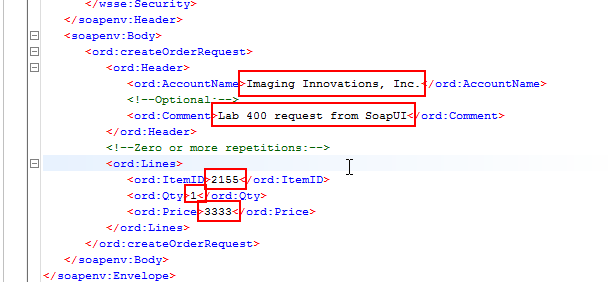 </wsse:Security>
</soapenv:Header>
<soapenv:Body>
<ord:createOrderRequest>
<ord:Header>
<ord:AccountName>Imaging Innovations, Inc.</ord:AccountName>
<!--Optional:-->
<ord:Comment>Lab 400 request from SoapUI</ord:Comment>
</ord:Header>
<!--Zero or more repetitions:-->
<ord:Lines>
<ord:ItemID>2155</ord:ItemID>
<ord:Qty>1</ord:Qty>
<ord:Price>3333</ord:Price>
</ord:Lines>
</ord:createOrderRequest>
</soapenv:Body>
</soapenv:Envelope>